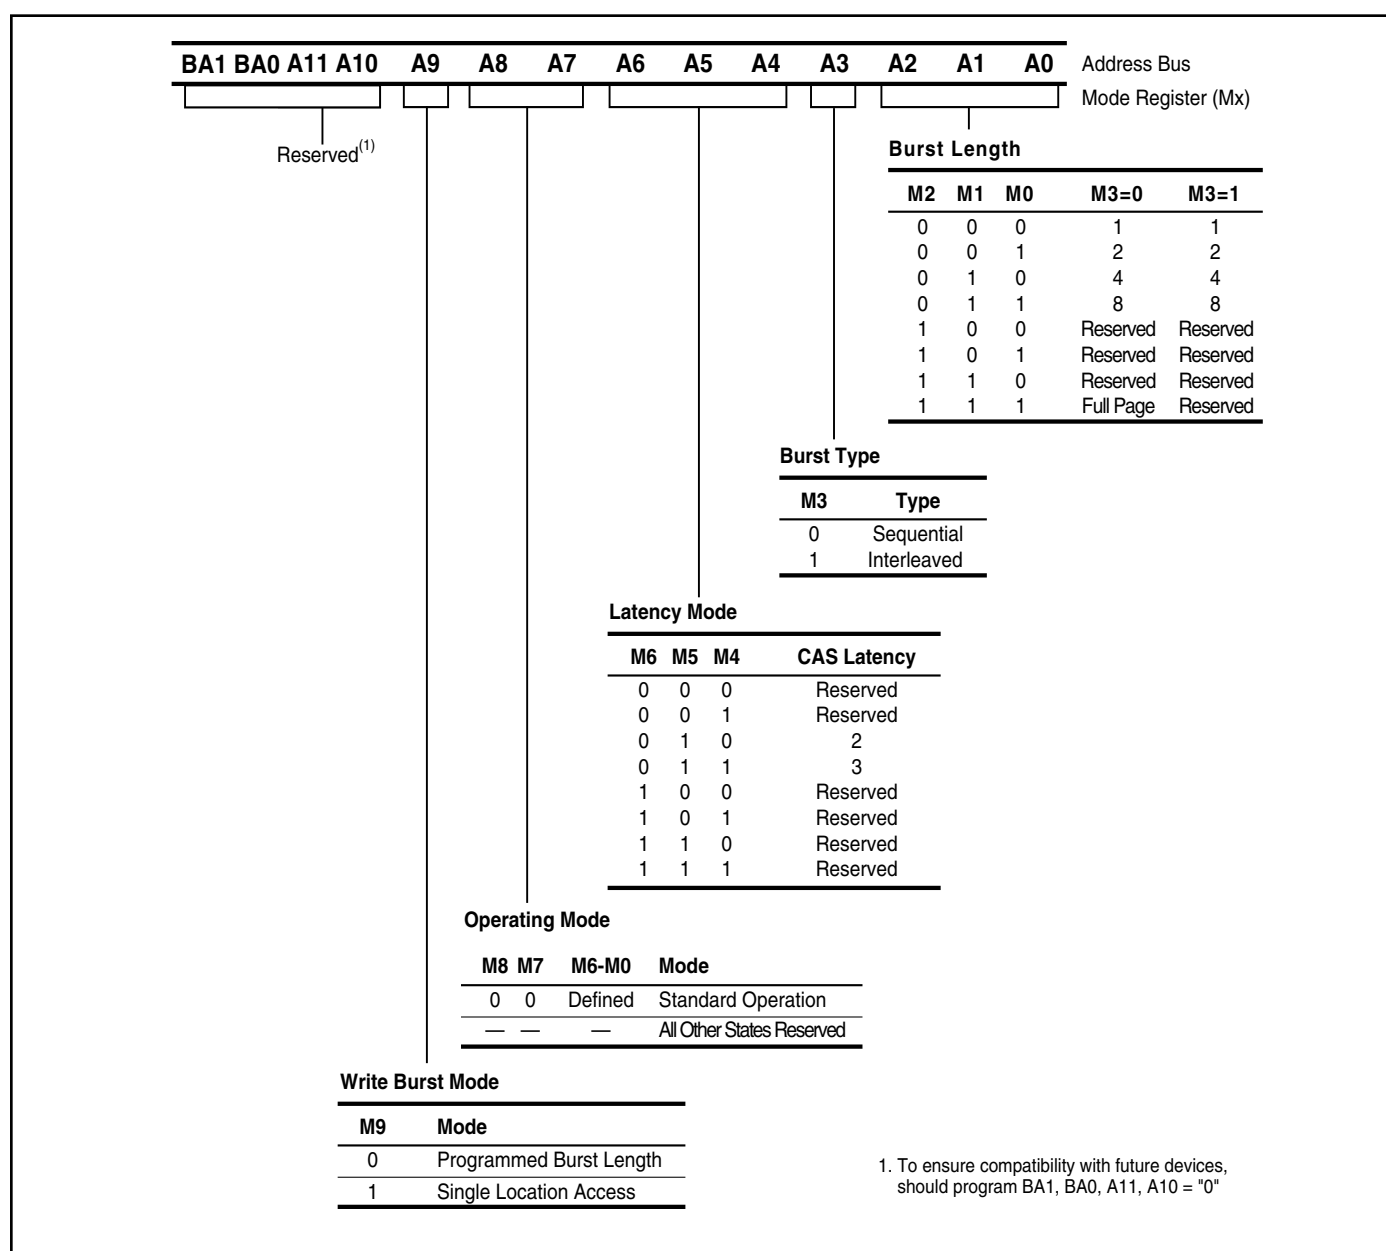 BA1 BA0 A11 A10 A9 A8 A7 A6 A5 A4 A3 A2 A1 A0 Address Bus
Mode Register (Mx)
Reserved(1)
Burst Length
M2 M1 M0 M3=0 M3=1
0 0 0 1 1
0 0 1 2 2
0 1 0 4 4
0 1 1 8 8
1 0 0 Reserved Reserved
1 0 1 Reserved Reserved
1 1 0 Reserved Reserved
1 1 1 Full Page Reserved
Burst Type
M3 Type
0 Sequential
1 Interleaved
Latency Mode
M6 M5 M4 CAS Latency
0 0 0 Reserved
0 0 1 Reserved
0 1 0 2
0 1 1 3
1 0 0 Reserved
1 0 1 Reserved
1 1 0 Reserved
1 1 1 Reserved
Operating Mode
M8 M7 M6-M0 Mode
0 0 Defined Standard Operation
— — — All Other States Reserved
Write Burst Mode
M9 Mode
0 Programmed Burst Length
1 Single Location Access
1. To ensure compatibility with future devices,
should program BA1, BA0, A11, A10 = "0"